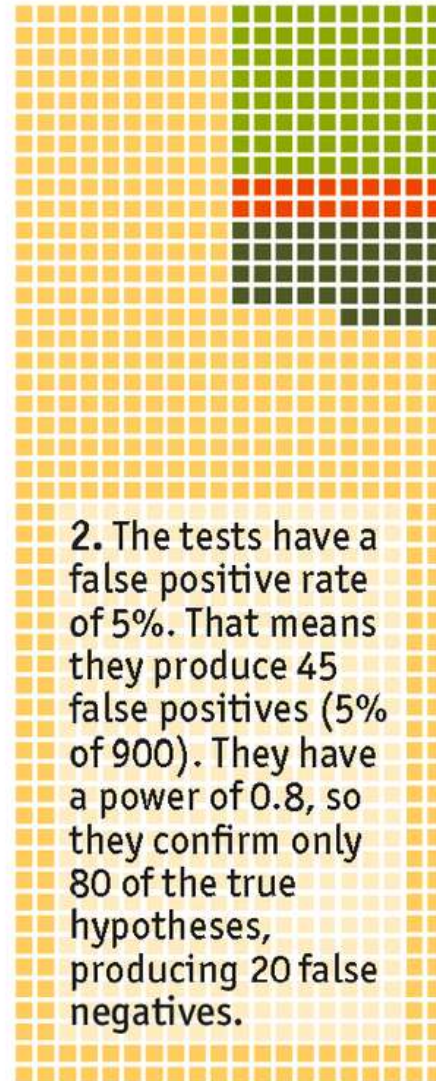 2. The tests have a
false positive rate
of 5%. That means
they produce 45
false positives (5%
of 900). They have
a power of 0.8, so
they confirm only
80 of the true
hypotheses,
producing 20 false
negatives.